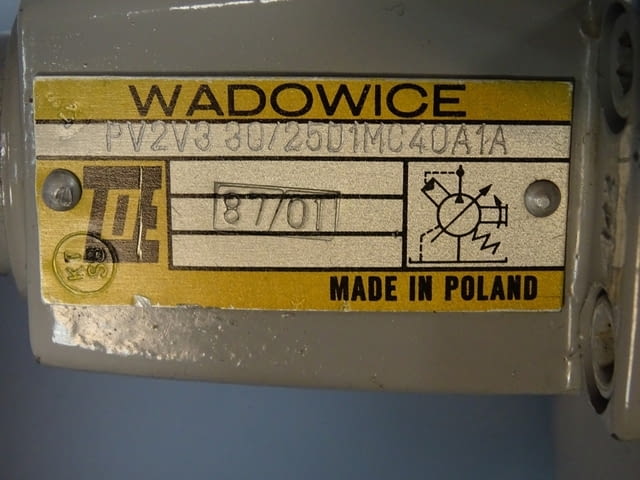 WADOWICE
PV2V3 30/25D1MC40A1A
87/01
MADE IN POLAND